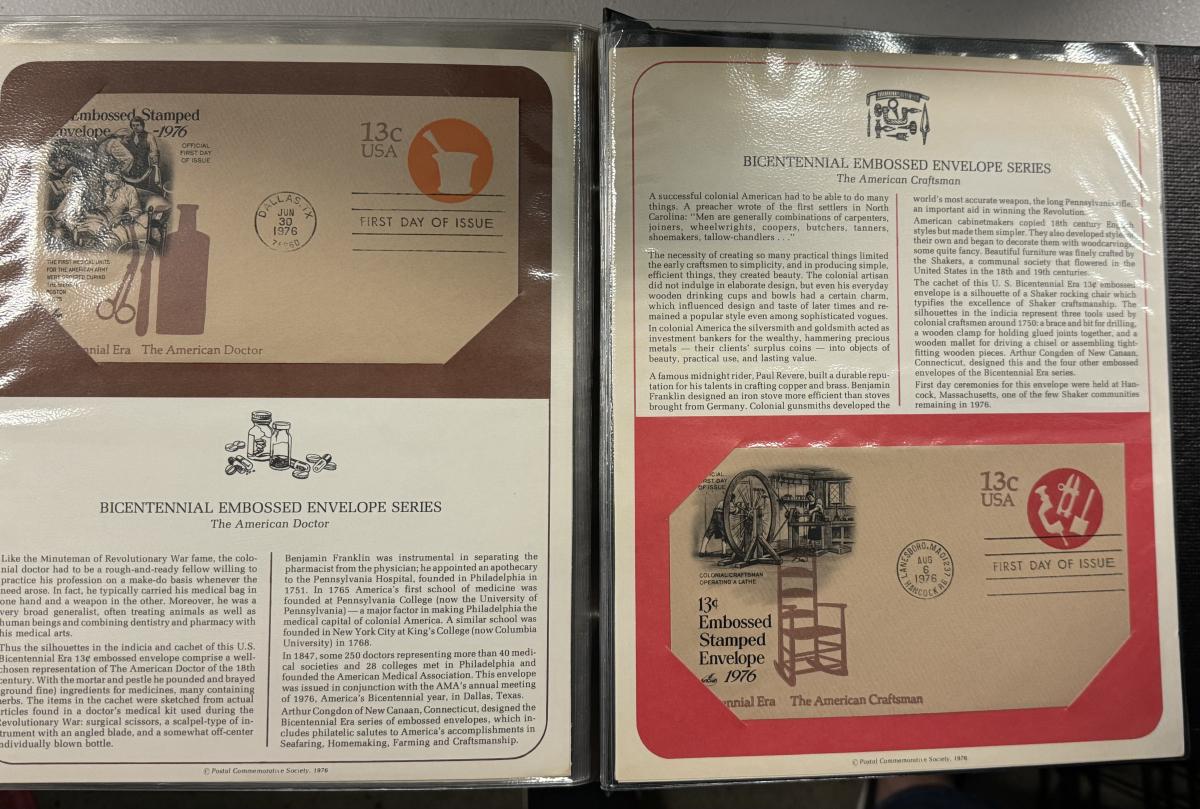 Embossed Stamped
nvelope -1976
OFFICIAL
FIRST DAY
OF ISSUE
13c
USA
DALLAS, TX
JUN
30
1976
FIRST DAY OF ISSUE
THE FIRST MEDICAL UNITS
FOR THE AMERICAN ARMY
WERE
BOSTON
nial Era The American Doctor
BICENTENNIAL EMBOSSED ENVELOPE SERIES
The American Doctor
Like the Minuteman of Revolutionary War fame, the colo-
nial doctor had to be a rough-and-ready fellow willing to
practice his profession on a make-do basis whenever the
need arose. In fact, he typically carried his medical bag in
one hand and a weapon in the other. Moreover, he was a
very broad generalist, often treating animals as well as
human beings and combining dentistry and pharmacy with
his medical arts.
Thus the silhouettes in the indicia and cachet of this U.S.
Bicentennial Era 13¢ embossed envelope comprise a well-
chosen representation of The American Doctor of the 18th
century. With the mortar and pestle he pounded and brayed
(ground fine) ingredients for medicines, many containing
herbs. The items in the cachet were sketched from actual
articles found in a doctor's medical kit used during the
Revolutionary War: surgical scissors, a scalpel-type of in-
strument with an angled blade, and a somewhat off-center
individually blown bottle.
Benjamin Franklin was instrumental in separating the
pharmacist from the physician; he appointed an apothecary
to the Pennsylvania Hospital, founded in Philadelphia in
1751. In 1765 America's first school of medicine was
founded at Pennsylvania College (now the University of
Pennsylvania) — a major factor in making Philadelphia the
medical capital of colonial America. A similar school was
founded in New York City at King's College (now Columbia
University) in 1768.
In 1847, some 250 doctors representing more than 40 medi-
cal societies and 28 colleges met in Philadelphia and
founded the American Medical Association. This envelope
was issued in conjunction with the AMA's annual meeting
of 1976, America's Bicentennial year, in Dallas, Texas.
Arthur Congdon of New Canaan, Connecticut, designed the
Bicentennial Era series of embossed envelopes, which in-
cludes philatelic salutes to America's accomplishments in
Seafaring, Homemaking, Farming and Craftsmanship.
© Postal Commemorative Society, 1976
BICENTENNIAL EMBOSSED ENVELOPE SERIES
The American Craftsman
A successful colonial American had to be able to do many
things. A preacher wrote of the first settlers in North
Carolina: "Men are generally combinations of carpenters,
joiners, wheelwrights, coopers, butchers, tanners,
shoemakers, tallow-chandlers . . ."
The necessity of creating so many practical things limited
the early craftsmen to simplicity, and in producing simple,
efficient things, they created beauty. The colonial artisan
did not indulge in elaborate design, but even his everyday
wooden drinking cups and bowls had a certain charm,
which influenced design and taste of later times and re-
mained a popular style even among sophisticated vogues.
In colonial America the silversmith and goldsmith acted as
investment bankers for the wealthy, hammering precious
metals — their clients' surplus coins — into objects of
beauty, practical use, and lasting value.
A famous midnight rider, Paul Revere, built a durable repu-
tation for his talents in crafting copper and brass. Benjamin
Franklin designed an iron stove more efficient than stoves
brought from Germany. Colonial gunsmiths developed the
world's most accurate weapon, the long Pennsylvania rifle,
an important aid in winning the Revolution.
American cabinetmakers copied 18th century English
styles but made them simpler. They also developed styles of
their own and began to decorate them with woodcarvings,
some quite fancy. Beautiful furniture was finely crafted by
the Shakers, a communal society that flowered in the
United States in the 18th and 19th centuries.
The cachet of this U. S. Bicentennial Era 13¢ embossed
envelope is a silhouette of a Shaker rocking chair which
typifies the excellence of Shaker craftsmanship. The
silhouettes in the indicia represent three tools used by
colonial craftsmen around 1750: a brace and bit for drilling,
a wooden clamp for holding glued joints together, and a
wooden mallet for driving a chisel or assembling tight-
fitting wooden pieces. Arthur Congdon of New Canaan,
Connecticut, designed this and the four other embossed
envelopes of the Bicentennial Era series.
First day ceremonies for this envelope were held at Han-
cock, Massachusetts, one of the few Shaker communities
remaining in 1976.
FIRST DAY
OF ISSUE
13c
USA
LANESBORO, MA 01237
AUG
6
1976
HANCOCK
FIRST DAY OF ISSUE
COLONIAL CRAFTSMAN
OPERATING A LATHE
13¢
Embossed
Stamped
Envelope
1976
nnial Era The American Craftsman
© Postal Commemorative Society, 1976